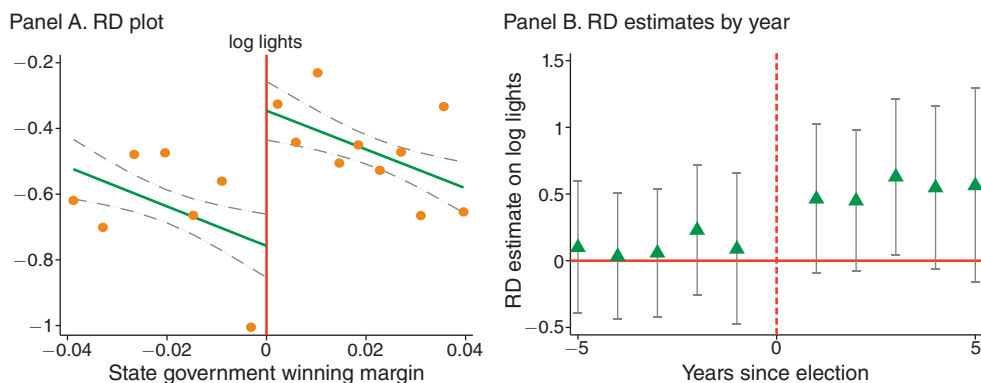 Panel A. RD plot
log lights
−0.2
−0.4
−0.6
−0.8
−1
−0.04 −0.02 0 0.02 0.04
State government winning margin
Panel B. RD estimates by year
RD estimate on log lights
1.5
1
0.5
0
−0.5
−5 0 5
Years since election